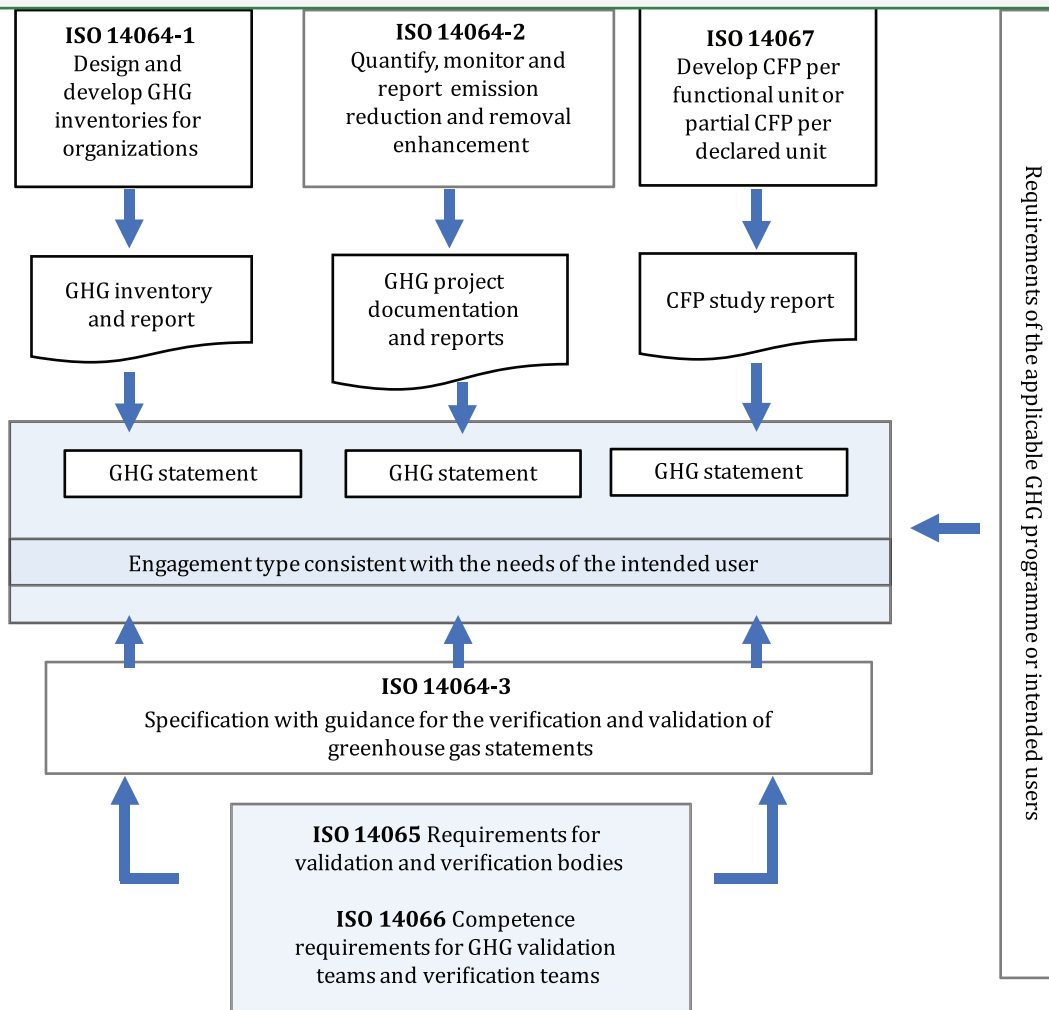 ISO 14064-1
Design and
develop GHG
inventories for
organizations
ISO 14064-2
Quantify, monitor and
report emission
reduction and removal
enhancement
ISO 14067
Develop CFP per
functional unit or
partial CFP per
declared unit
GHG inventory
and report
GHG project
documentation
and reports
CFP study report
GHG statement
GHG statement
GHG statement
Engagement type consistent with the needs of the intended user
ISO 14064-3
Specification with guidance for the verification and validation of
greenhouse gas statements
ISO 14065 Requirements for
validation and verification bodies
ISO 14066 Competence
requirements for GHG validation
teams and verification teams
Requirements of the applicable GHG programme or intended users